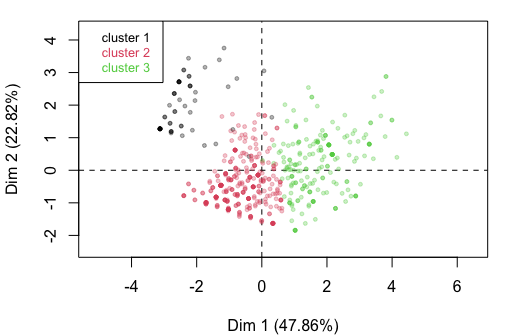 cluster 1
cluster 2
cluster 3
4
3
2
1
0
-1
-2
Dim 2 (22.82%)
-4 -2 0 2 4 6
Dim 1 (47.86%)